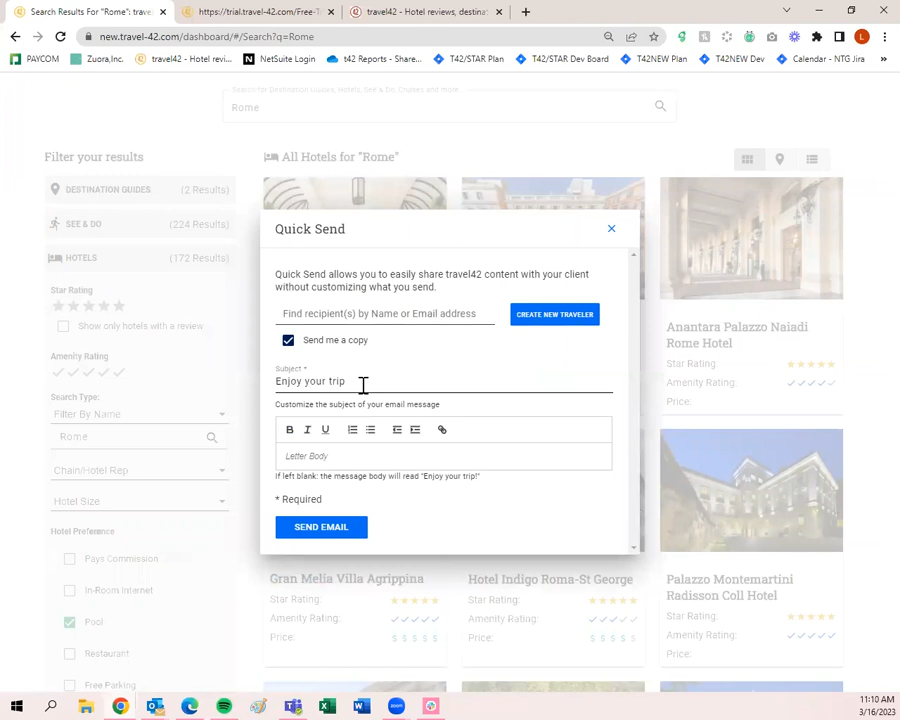 Search Results For "Rome": trave
https://trial.travel-42.com/Free-T
travel42 - Hotel reviews, destinat
new.travel-42.com/dashboard/#/Search?q=Rome
PAYCOM
Zuora,Inc.
travel42 - Hotel revi...
NetSuite Login
t42 Reports - Share...
T42/STAR Plan
T42/STAR Dev Board
T42NEW Plan
T42NEW Dev
Calendar - NTG Jira
Search for Destination Guides, Hotels, See & Do, Cruises and more...
Rome
Filter your results
All Hotels for "Rome"
DESTINATION GUIDES (2 Results)
SEE & DO (224 Results)
HOTELS (172 Results)
Star Rating
Show only hotels with a review
Amenity Rating
Search Type:
Filter By Name
Rome
Chain/Hotel Rep
Hotel Size
Hotel Preference
Pays Commission
In-Room Internet
Pool
Restaurant
Free Parking
Quick Send
Quick Send allows you to easily share travel42 content with your client
without customizing what you send.
Find recipient(s) by Name or Email address
CREATE NEW TRAVELER
Send me a copy
Subject *
Enjoy your trip
Customize the subject of your email message
B I U
Letter Body
If left blank: the message body will read "Enjoy your trip!"
* Required
SEND EMAIL
Anantara Palazzo Naiadi
Rome Hotel
Star Rating:
Amenity Rating:
Price:
Gran Melia Villa Agrippina
Star Rating:
Amenity Rating:
Price: $ $ $ $ $
Hotel Indigo Roma-St George
Star Rating:
Amenity Rating:
Price: $ $ $ $ $
Palazzo Montemartini
Radisson Coll Hotel
Star Rating:
Amenity Rating:
Price:
11:10 AM
3/16/2023